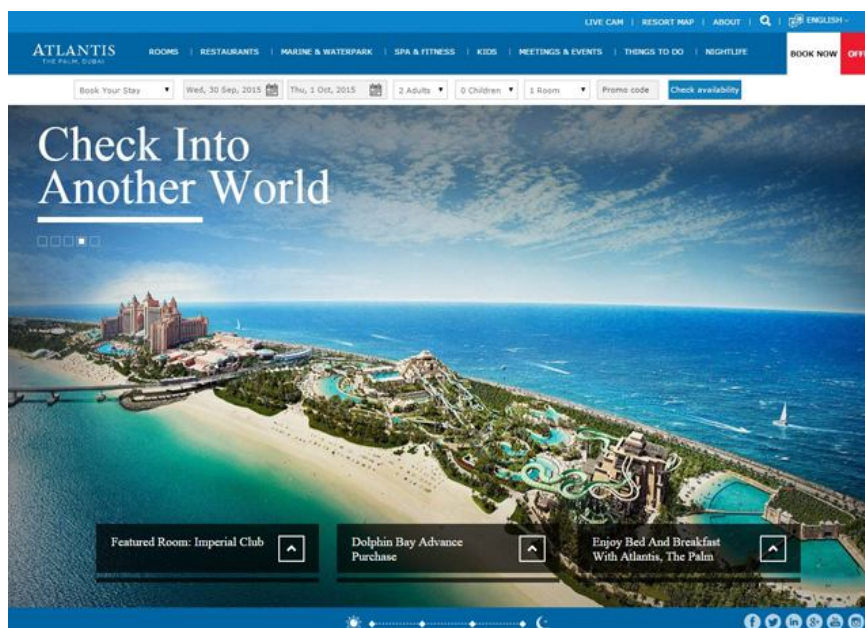 LIVE CAM | RESORT MAP | ABOUT | ENGLISH
ATLANTIS
THE PALM, DUBAI
ROOMS | RESTAURANTS | MARINE & WATERPARK | SPA & FITNESS | KIDS | MEETINGS & EVENTS | THINGS TO DO | NIGHTLIFE
BOOK NOW
OFF
Book Your Stay
Wed, 30 Sep, 2015
Thu, 1 Oct, 2015
2 Adults
0 Children
1 Room
Promo code
Check availability
Check Into
Another World
Featured Room: Imperial Club
Dolphin Bay Advance
Purchase
Enjoy Bed And Breakfast
With Atlantis, The Palm